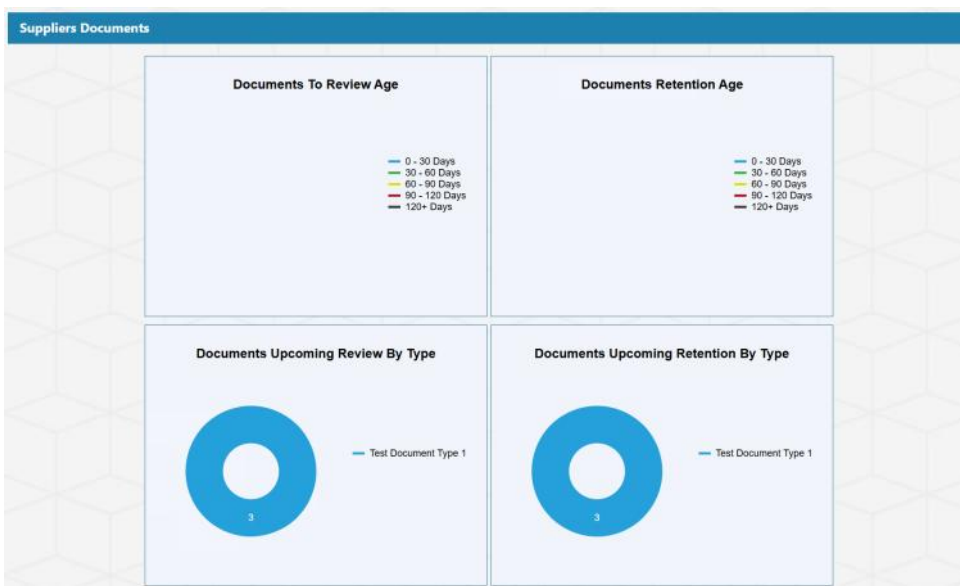 Suppliers Documents
Documents To Review Age
0 - 30 Days
30 - 60 Days
60 - 90 Days
90 - 120 Days
120+ Days
Documents Retention Age
0 - 30 Days
30 - 60 Days
60 - 90 Days
90 - 120 Days
120+ Days
Documents Upcoming Review By Type
Test Document Type 1
3
Documents Upcoming Retention By Type
Test Document Type 1
3